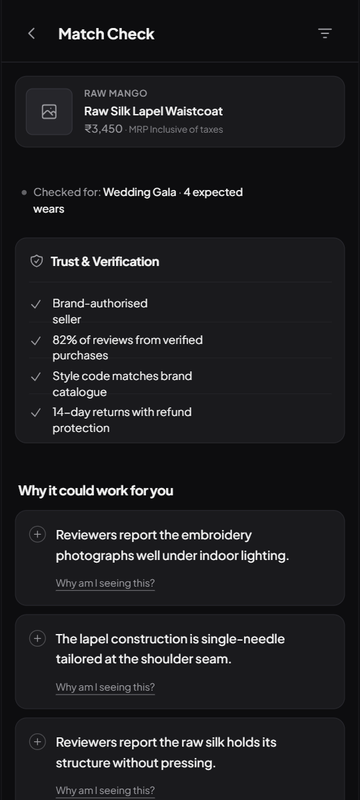 Match Check
RAW MANGO
Raw Silk Lapel Waistcoat
₹3,450 · MRP Inclusive of taxes
Checked for: Wedding Gala · 4 expected
wears
Trust & Verification
Brand-authorised
seller
82% of reviews from verified
purchases
Style code matches brand
catalogue
14-day returns with refund
protection
Why it could work for you
Reviewers report the embroidery
photographs well under indoor lighting.
Why am I seeing this?
The lapel construction is single-needle
tailored at the shoulder seam.
Why am I seeing this?
Reviewers report the raw silk holds its
structure without pressing.
Why am I seeing this?